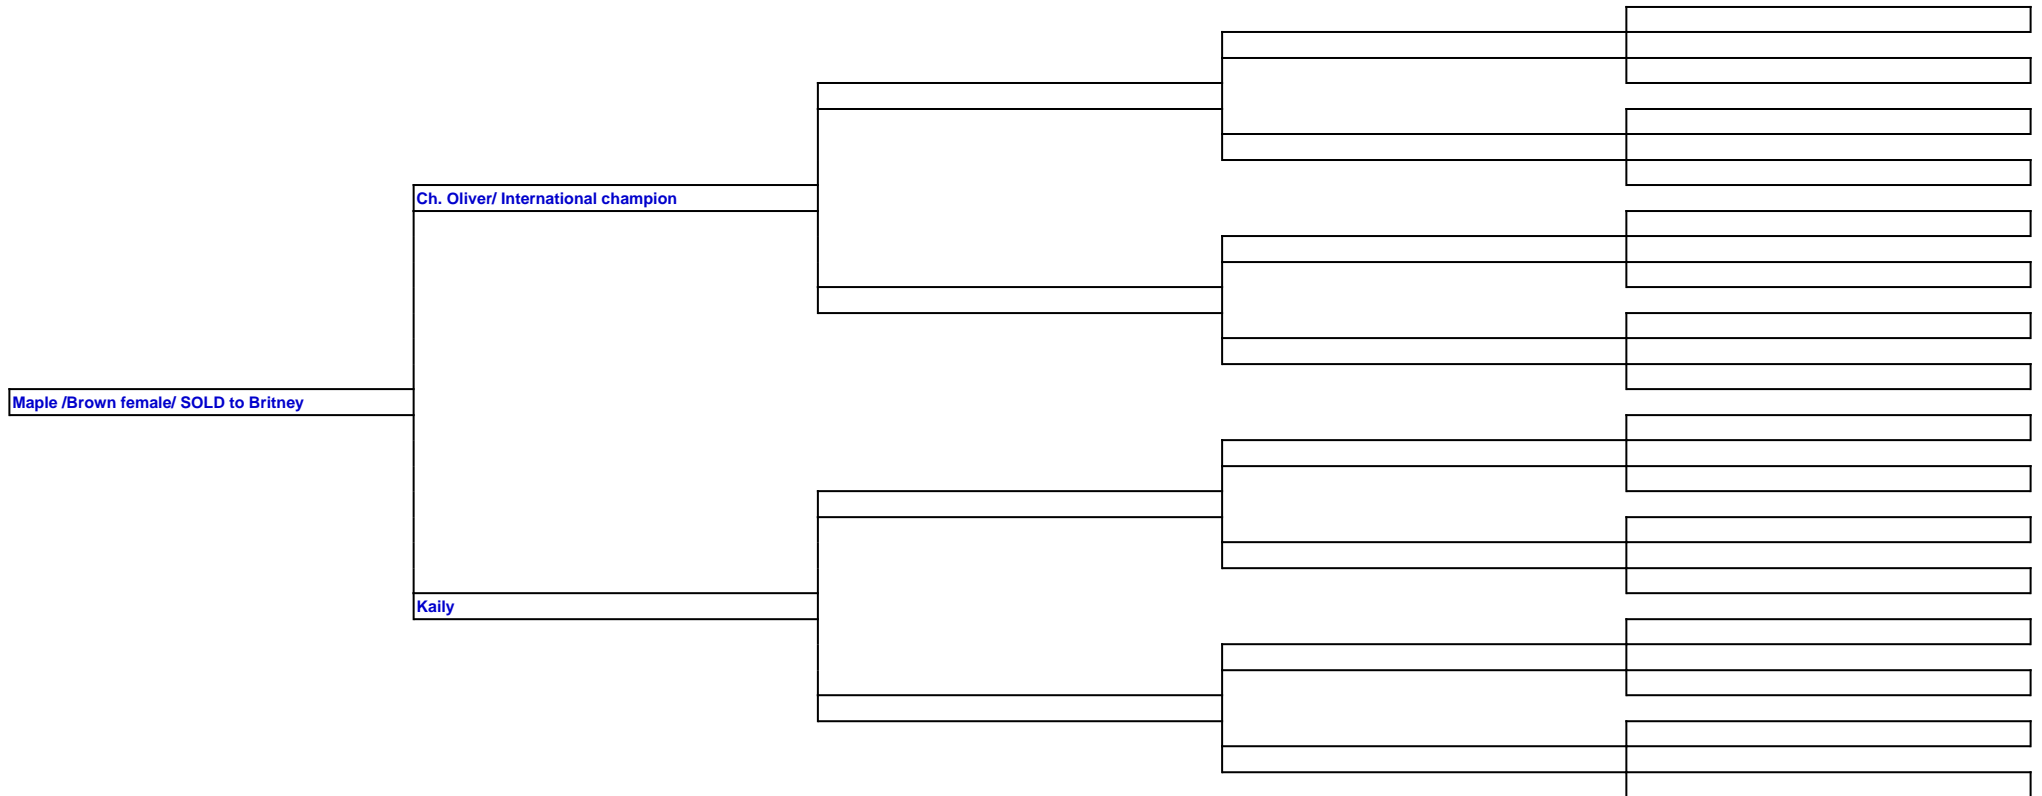 Ch. Oliver/ International champion
Maple /Brown female/ SOLD to Britney
Kaily